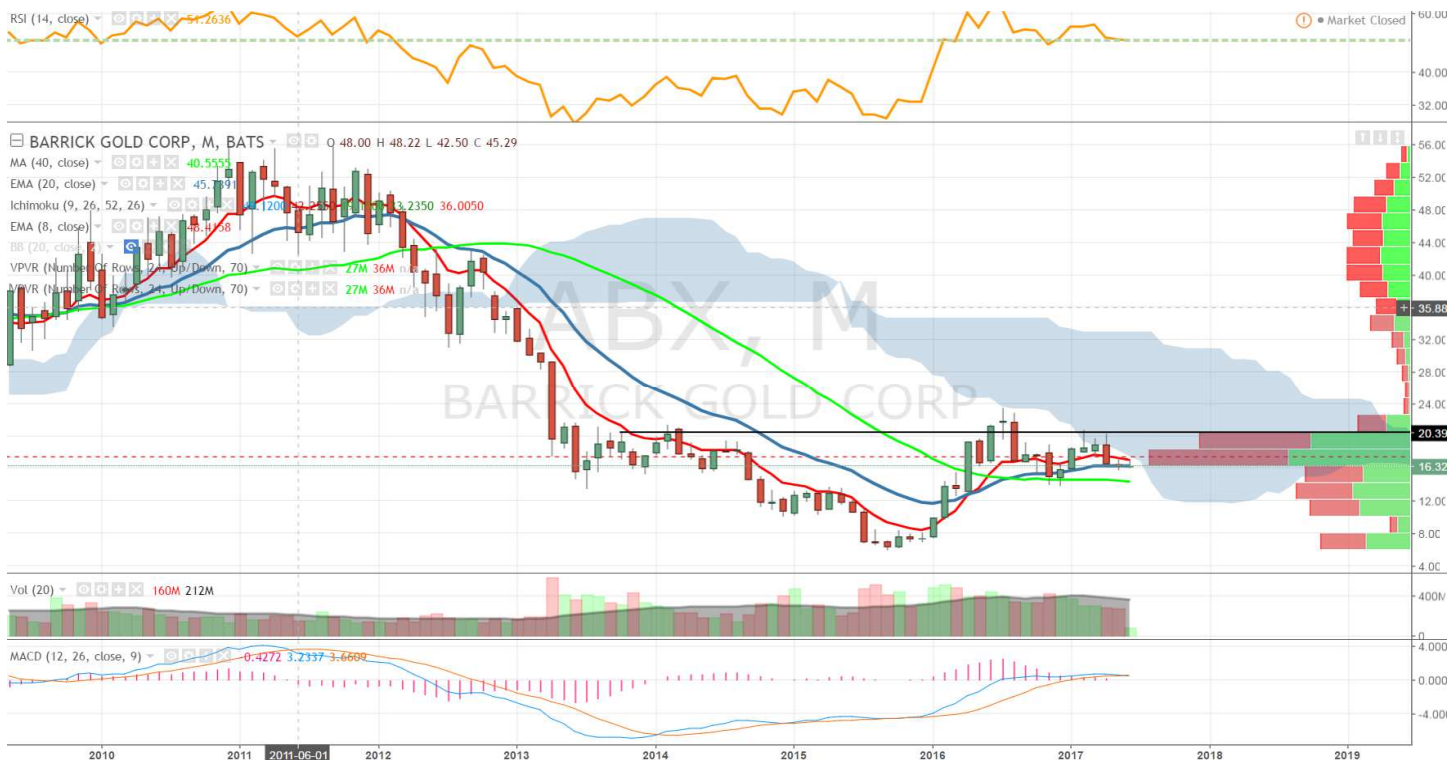 RSI (14, close) 51.2636
Market Closed
60.00
40.00
32.00
BARRICK GOLD CORP, M, BATS O 48.00 H 48.22 L 42.50 C 45.29
MA (40, close) 40.5555
EMA (20, close) 45.7391
Ichimoku (9, 26, 52, 26) 33.2350 36.0050
EMA (8, close) 48.4158
BB (20, close, 2)
VPVR (Number Of Rows, 24, Up/Down, 70) 27M 36M n/a
VPVR (Number Of Rows, 24, Up/Down, 70) 27M 36M n/a
ABX, M
BARRICK GOLD CORP
56.00
52.00
48.00
44.00
40.00
35.88
32.00
28.00
24.00
20.39
16.32
12.00
8.00
4.00
Vol (20) 160M 212M
400M
0
MACD (12, 26, close, 9) -0.4272 3.2337 3.6609
4.0000
0.0000
-4.0000
2010 2011 2011-06-01 2012 2013 2014 2015 2016 2017 2018 2019